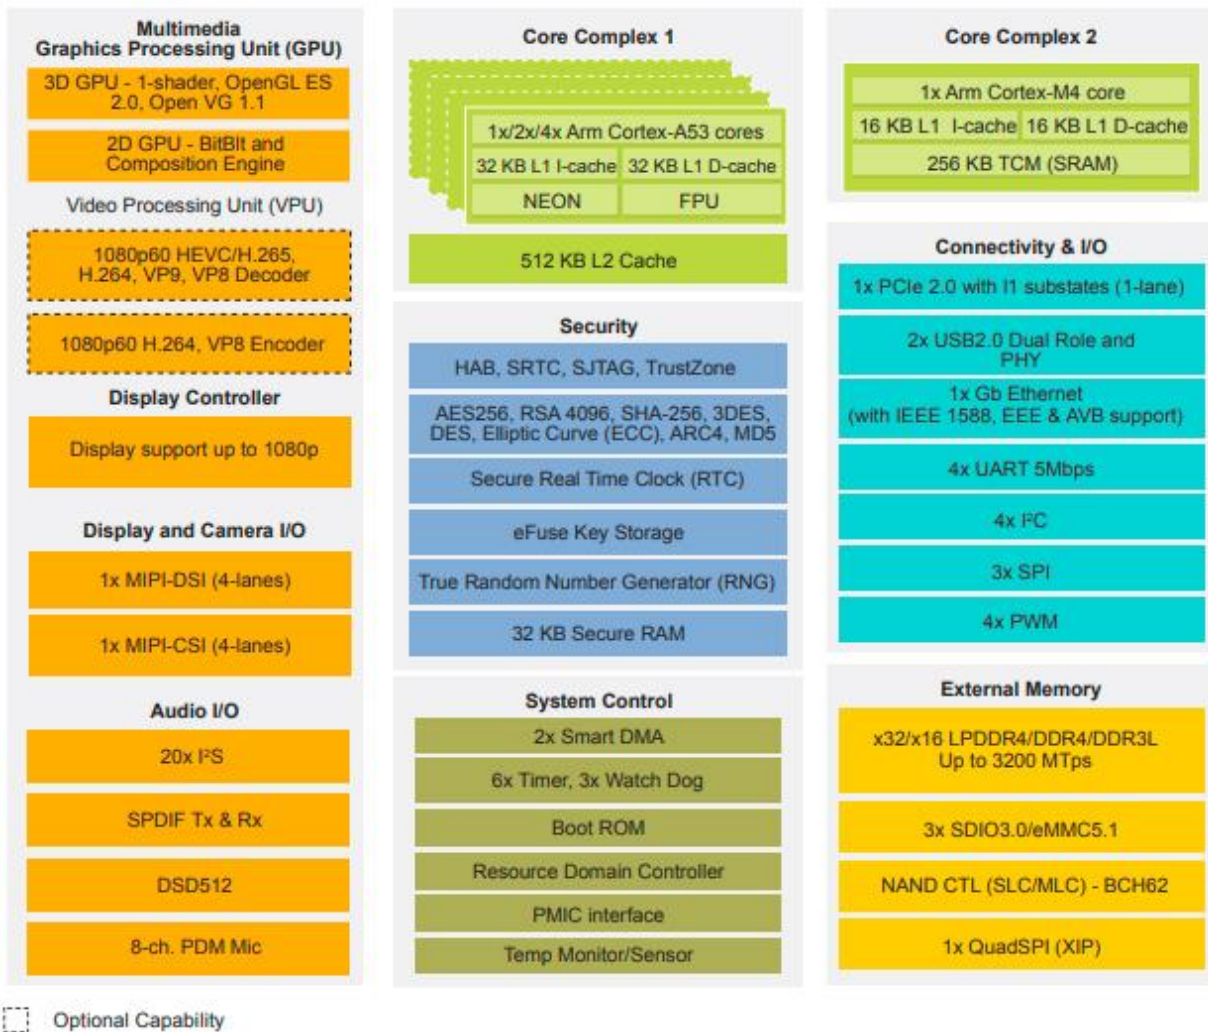 Multimedia
Graphics Processing Unit (GPU)
3D GPU - 1-shader, OpenGL ES
2.0, Open VG 1.1
2D GPU - BitBlt and
Composition Engine
Video Processing Unit (VPU)
1080p60 HEVC/H.265,
H.264, VP9, VP8 Decoder
1080p60 H.264, VP8 Encoder
Display Controller
Display support up to 1080p
Display and Camera I/O
1x MIPI-DSI (4-lanes)
1x MIPI-CSI (4-lanes)
Audio I/O
20x I²S
SPDIF Tx & Rx
DSD512
8-ch. PDM Mic
Core Complex 1
1x/2x/4x Arm Cortex-A53 cores
32 KB L1 I-cache
32 KB L1 D-cache
NEON
FPU
512 KB L2 Cache
Security
HAB, SRTC, SJTAG, TrustZone
AES256, RSA 4096, SHA-256, 3DES,
DES, Elliptic Curve (ECC), ARC4, MD5
Secure Real Time Clock (RTC)
eFuse Key Storage
True Random Number Generator (RNG)
32 KB Secure RAM
System Control
2x Smart DMA
6x Timer, 3x Watch Dog
Boot ROM
Resource Domain Controller
PMIC interface
Temp Monitor/Sensor
Core Complex 2
1x Arm Cortex-M4 core
16 KB L1 I-cache
16 KB L1 D-cache
256 KB TCM (SRAM)
Connectivity & I/O
1x PCIe 2.0 with l1 substates (1-lane)
2x USB2.0 Dual Role and
PHY
1x Gb Ethernet
(with IEEE 1588, EEE & AVB support)
4x UART 5Mbps
4x I²C
3x SPI
4x PWM
External Memory
x32/x16 LPDDR4/DDR4/DDR3L
Up to 3200 MTps
3x SDIO3.0/eMMC5.1
NAND CTL (SLC/MLC) - BCH62
1x QuadSPI (XIP)
Optional Capability